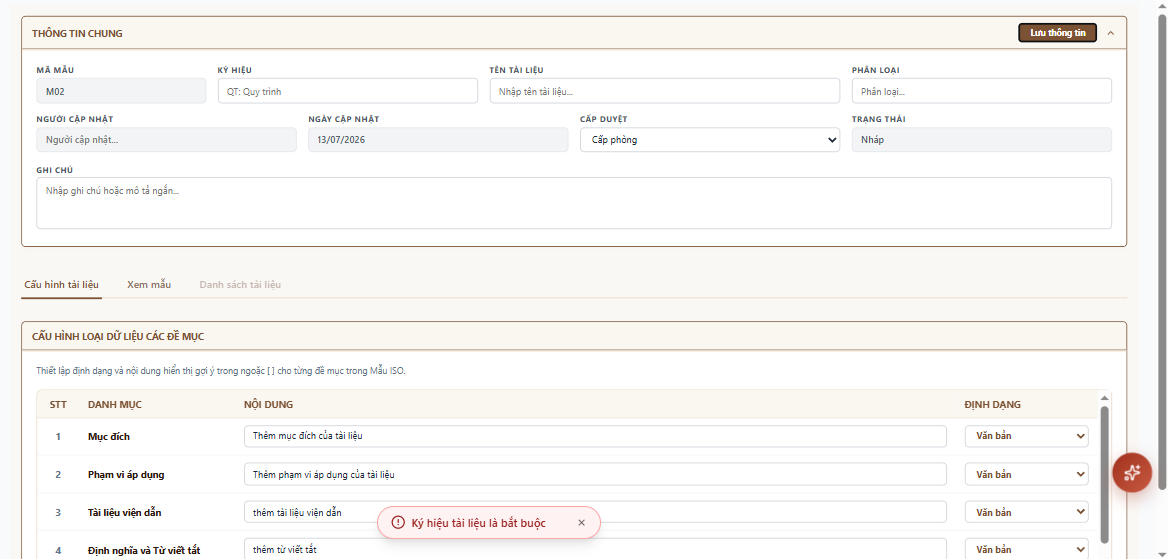 THÔNG TIN CHUNG Lưu thông tin
MÃ MẪU KÝ HIỆU TÊN TÀI LIỆU PHÂN LOẠI
M02 QT: Quy trình Nhập tên tài liệu... Phân loại...
NGƯỜI CẬP NHẬT NGÀY CẬP NHẬT CẤP DUYỆT TRẠNG THÁI
Người cập nhật... 13/07/2026 Cấp phòng Nháp
GHI CHÚ
Nhập ghi chú hoặc mô tả ngắn...
Cấu hình tài liệu Xem mẫu Danh sách tài liệu
CẤU HÌNH LOẠI DỮ LIỆU CÁC ĐỀ MỤC
Thiết lập định dạng và nội dung hiển thị gợi ý trong ngoặc [ ] cho từng đề mục trong Mẫu ISO.
STT DANH MỤC NỘI DUNG ĐỊNH DẠNG
1 Mục đích Thêm mục đích của tài liệu Văn bản
2 Phạm vi áp dụng Thêm phạm vi áp dụng của tài liệu Văn bản
3 Tài liệu viện dẫn thêm tài liệu viện dẫn Văn bản
Ký hiệu tài liệu là bắt buộc ×
4 Định nghĩa và Từ viết tắt thêm từ viết tắt Văn bản